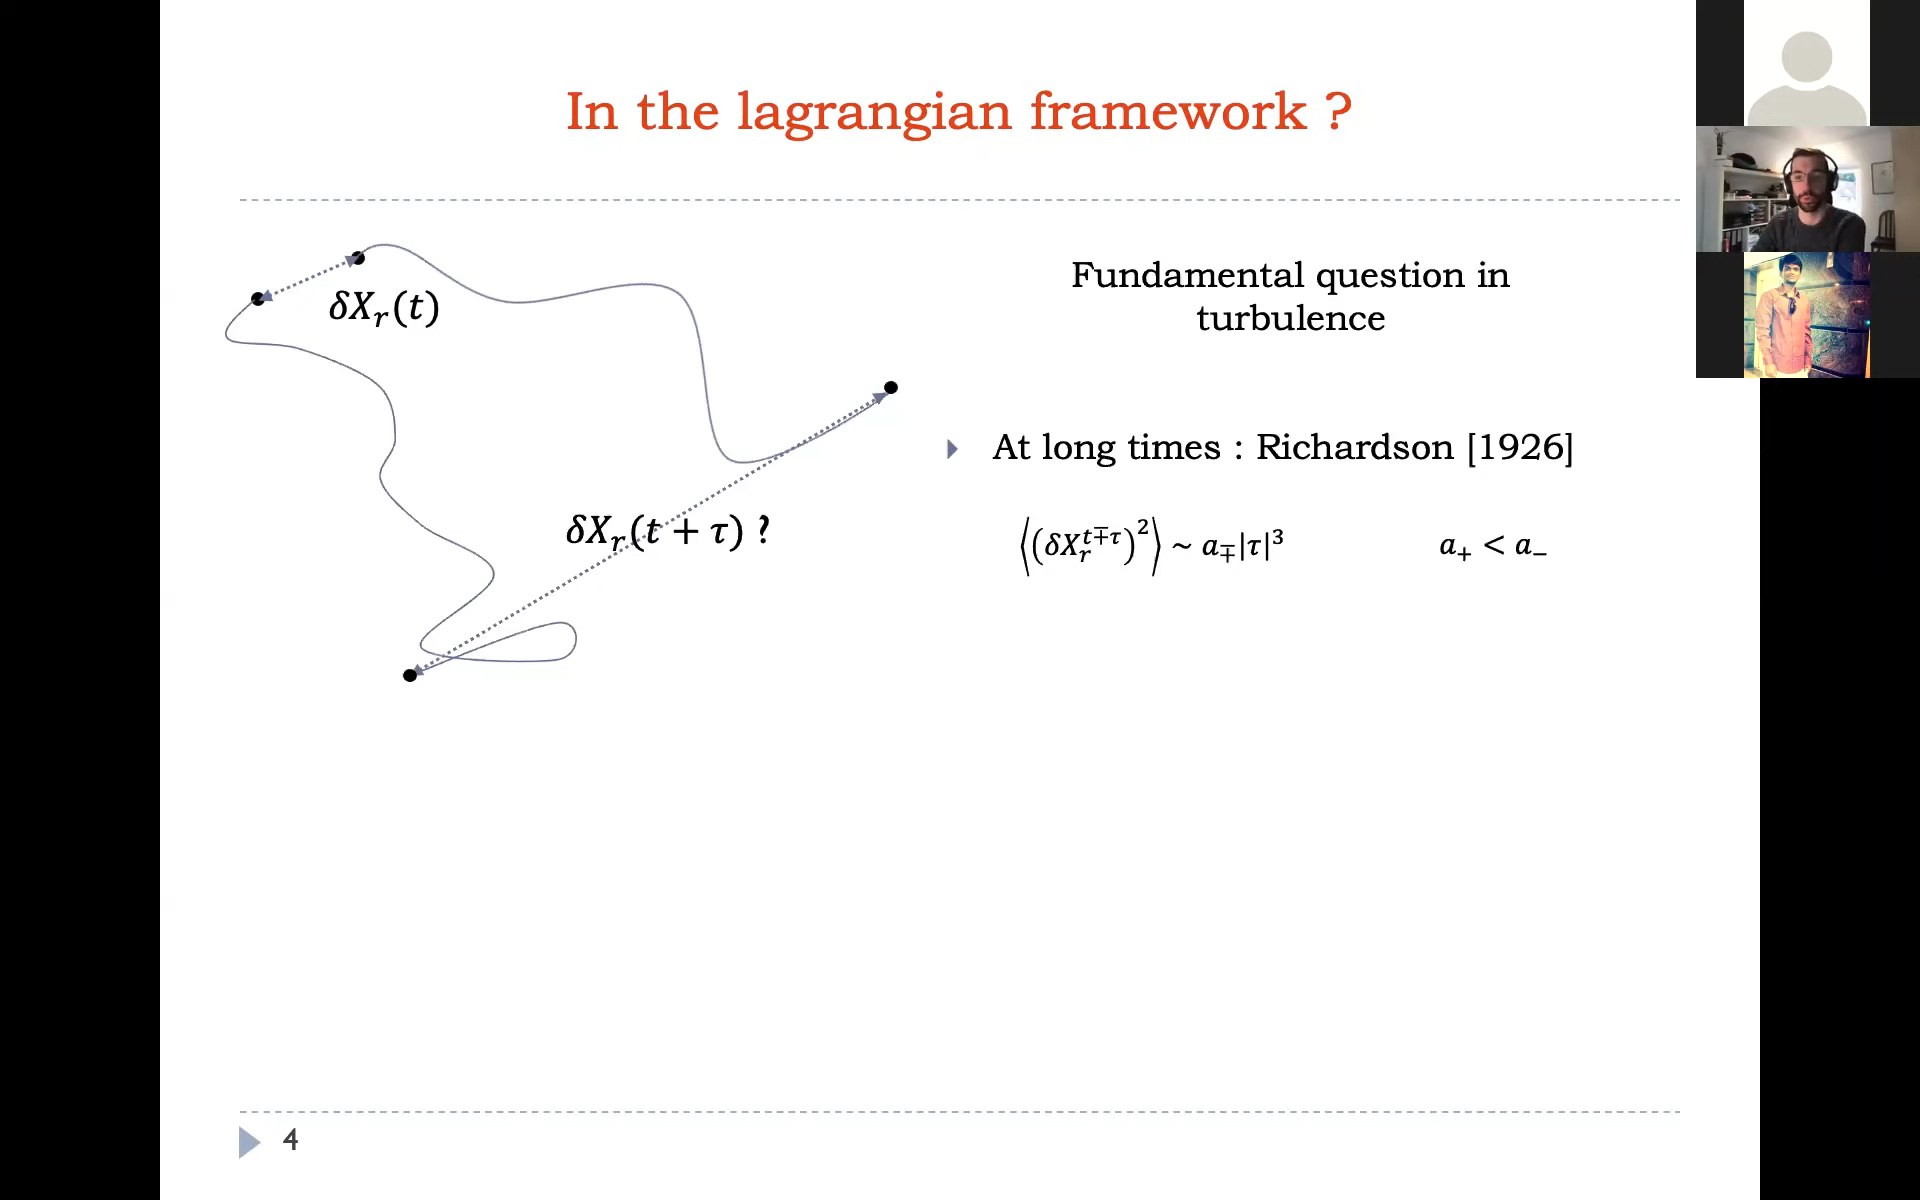 In the lagrangian framework ?
δX_r(t)
δX_r(t + τ) ?
Fundamental question in
turbulence
At long times : Richardson [1926]
⟨(δX_r^{t∓τ})^2⟩ ~ a_∓|τ|^3
a_+ < a_−
4